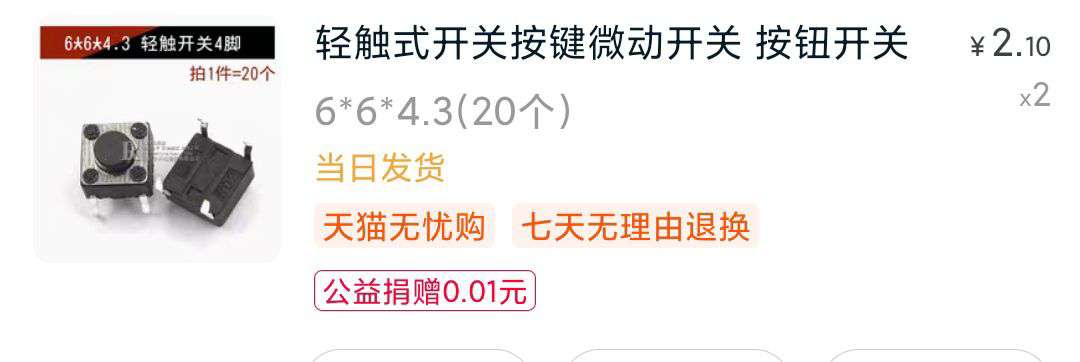 6*6*4.3 轻触开关4脚
拍1件=20个
轻触式开关按键微动开关 按钮开关
¥2.10
6*6*4.3(20个)
x2
当日发货
天猫无忧购
七天无理由退换
公益捐赠0.01元